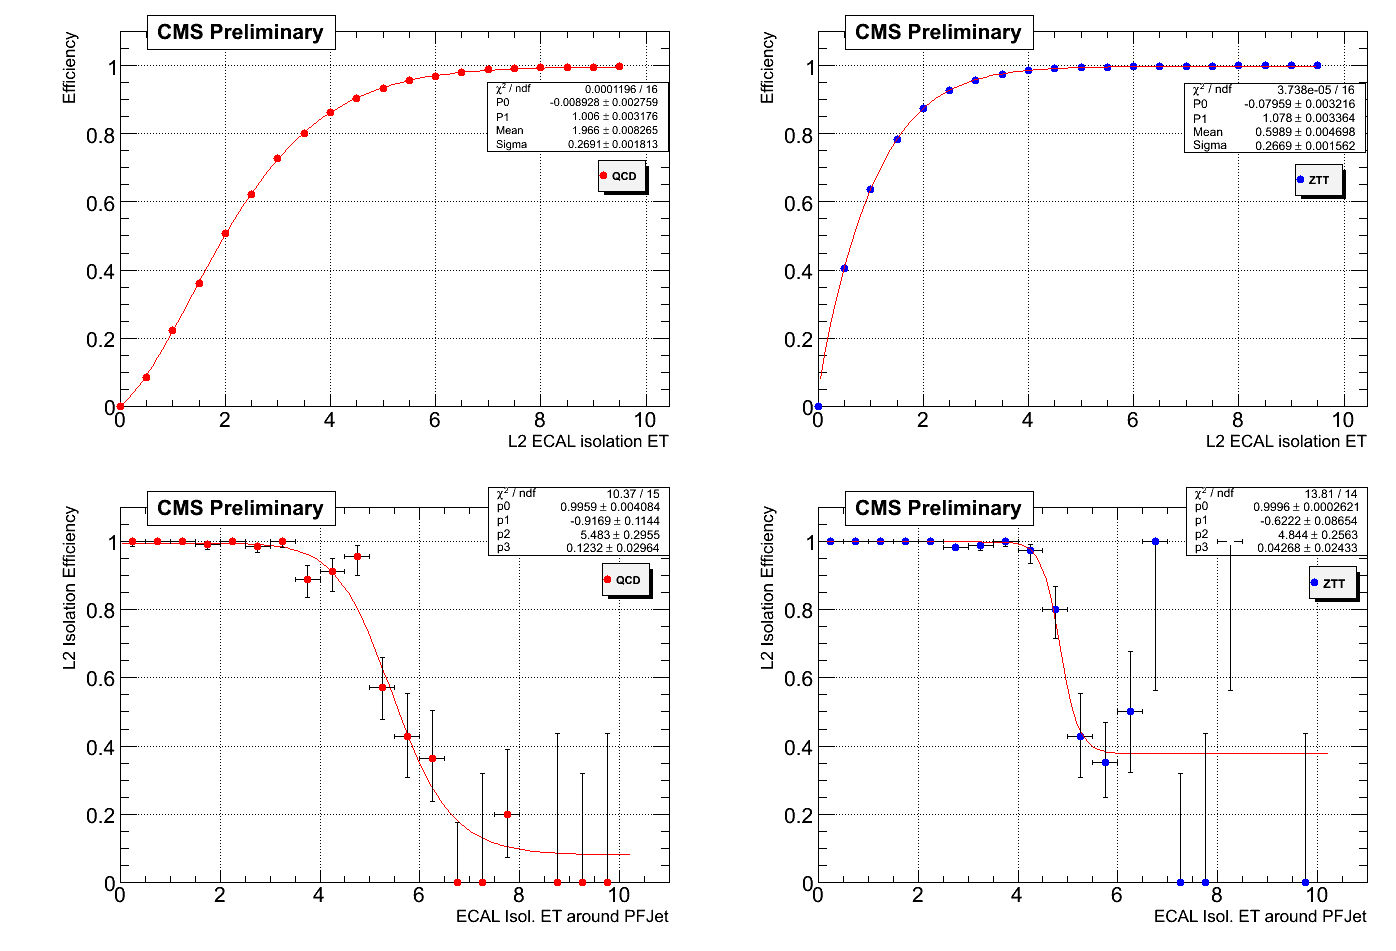 CMS Preliminary
Efficiency
1
0.8
0.6
0.4
0.2
0
0 2 4 6 8 10
L2 ECAL isolation ET
χ² / ndf 0.0001196 / 16
P0 -0.008928 ± 0.002759
P1 1.006 ± 0.003176
Mean 1.966 ± 0.008265
Sigma 0.2691 ± 0.001813
QCD
CMS Preliminary
Efficiency
1
0.8
0.6
0.4
0.2
0
0 2 4 6 8 10
L2 ECAL isolation ET
χ² / ndf 3.738e-05 / 16
P0 -0.07959 ± 0.003216
P1 1.078 ± 0.003364
Mean 0.5989 ± 0.004698
Sigma 0.2669 ± 0.001562
ZTT
CMS Preliminary
L2 Isolation Efficiency
1
0.8
0.6
0.4
0.2
0
0 2 4 6 8 10
ECAL Isol. ET around PFJet
χ² / ndf 10.37 / 15
p0 0.9959 ± 0.004084
p1 -0.9169 ± 0.1144
p2 5.483 ± 0.2955
p3 0.1232 ± 0.02964
QCD
CMS Preliminary
L2 Isolation Efficiency
1
0.8
0.6
0.4
0.2
0
0 2 4 6 8 10
ECAL Isol. ET around PFJet
χ² / ndf 13.81 / 14
p0 0.9996 ± 0.0002621
p1 -0.6222 ± 0.08654
p2 4.844 ± 0.2563
p3 0.04268 ± 0.02433
ZTT